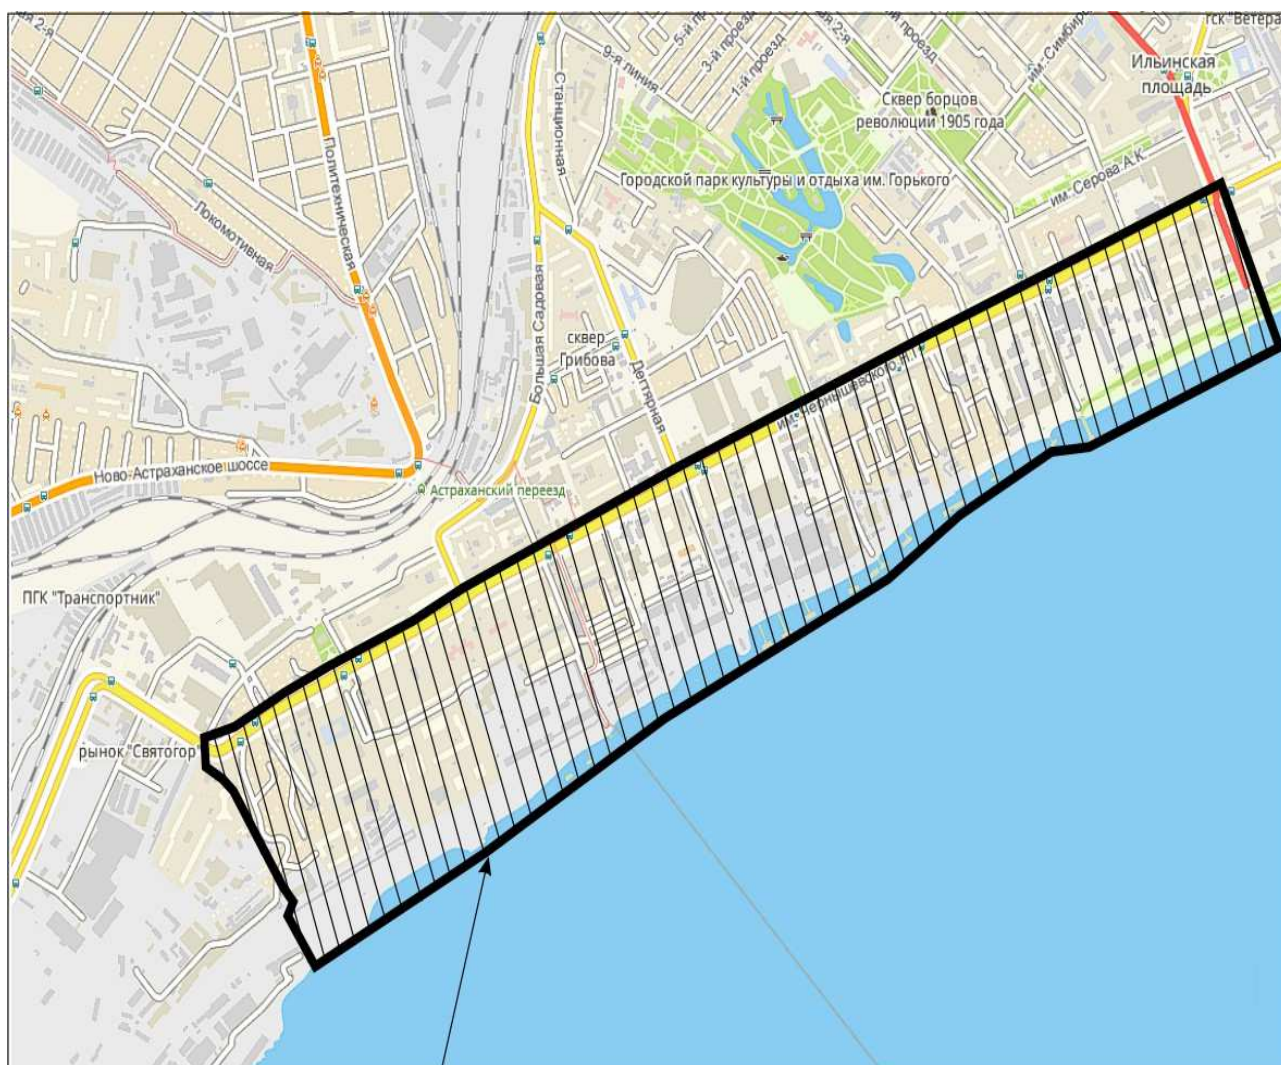 гск "Ветера
Ильинская
площадь
им. Симбир
5-й пр
3-й проезд
1-й проезд
9-я линия
проезд
Станционная
Сквер борцов
революции 1905 года
Политехническая
Городской парк культуры и отдыха им. Горького
им. Серова А.К.
Локомотивная
Большая Садовая
сквер
Грибова
Дегтярная
им. Чернышевского Н.Г
Ново-Астраханское шоссе
Астраханский переезд
ПГК "Транспортник"
рынок "Святогор"